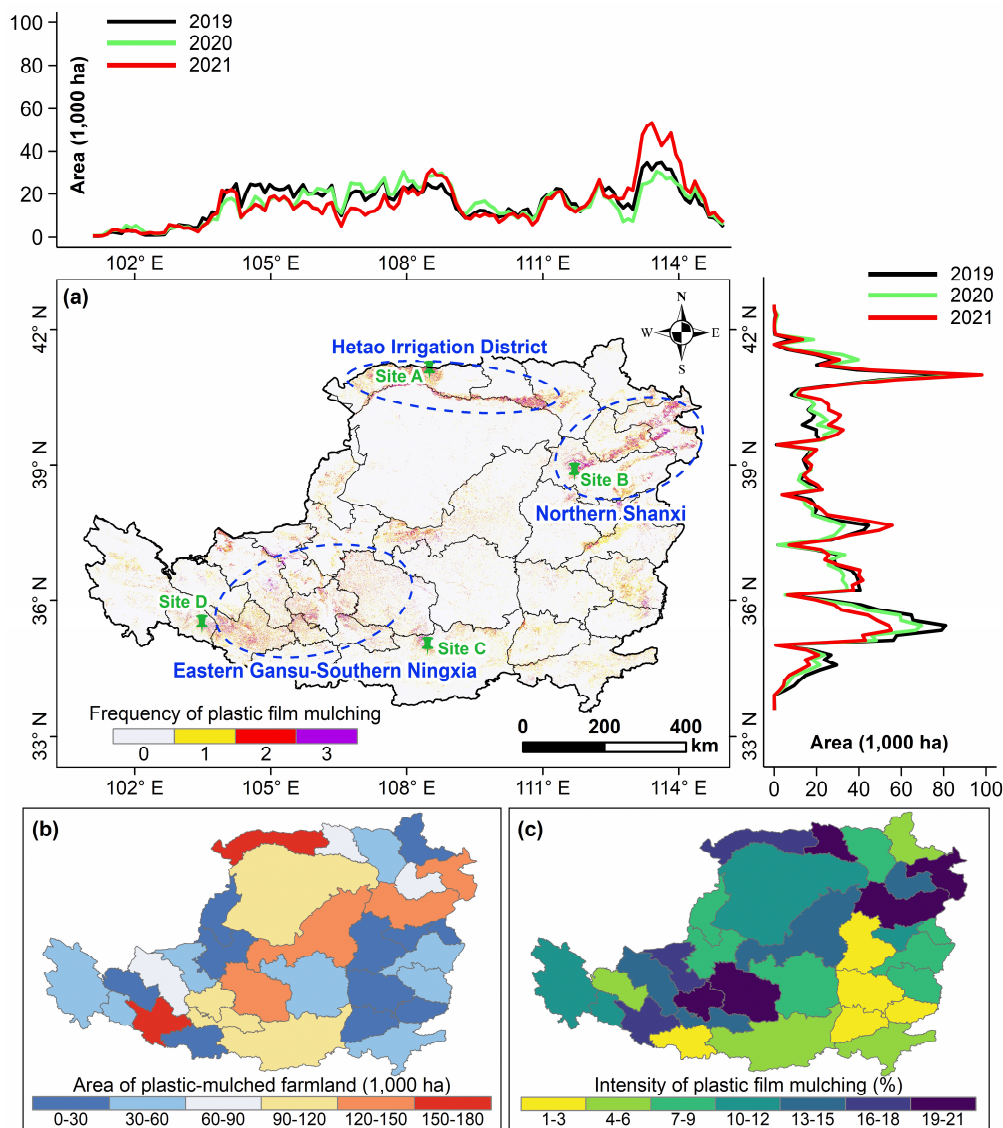 100
80
60
40
20
0
Area (1,000 ha)
2019
2020
2021
102° E
105° E
108° E
111° E
114° E
(a)
N
W
E
S
42° N
39° N
36° N
33° N
Hetao Irrigation District
Site A
Site B
Northern Shanxi
Site D
Site C
Eastern Gansu-Southern Ningxia
Frequency of plastic film mulching
0
1
2
3
0
200
400
km
102° E
105° E
108° E
111° E
114° E
2019
2020
2021
42° N
39° N
36° N
33° N
Area (1,000 ha)
0 20 40 60 80 100
(b)
Area of plastic-mulched farmland (1,000 ha)
0-30 30-60 60-90 90-120 120-150 150-180
(c)
Intensity of plastic film mulching (%)
1-3 4-6 7-9 10-12 13-15 16-18 19-21